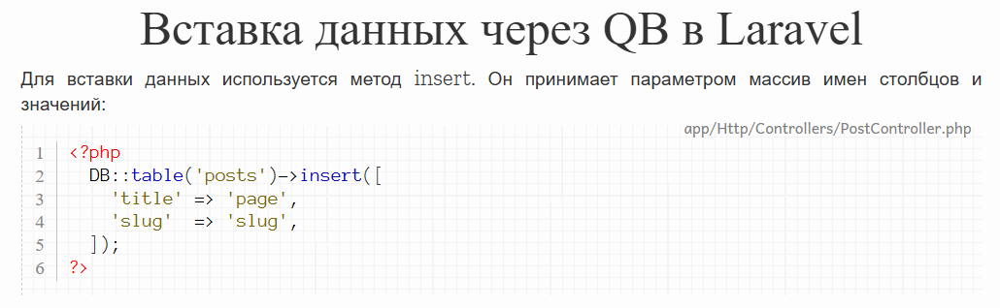 Вставка данных через QB в Laravel
Для вставки данных используется метод insert. Он принимает параметром массив имен столбцов и
значений:
app/Http/Controllers/PostController.php
1 <?php
2   DB::table('posts')->insert([
3     'title' => 'page',
4     'slug'  => 'slug',
5   ]);
6 ?>